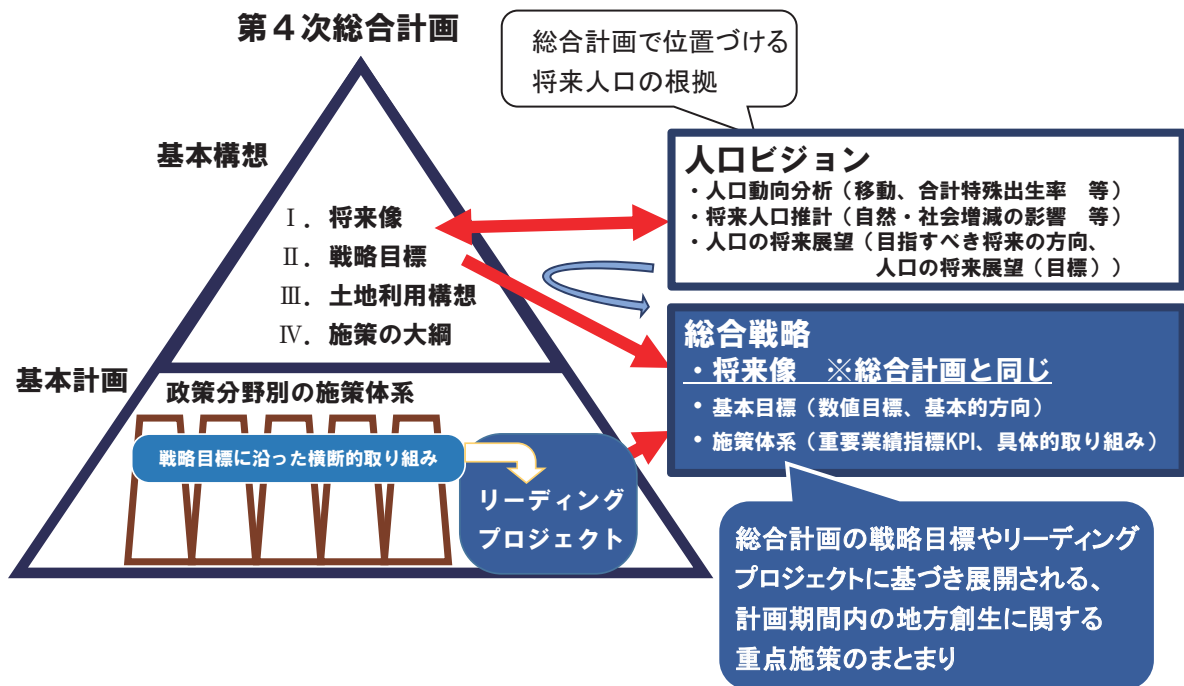 第４次総合計画
総合計画で位置づける
将来人口の根拠
基本構想
Ⅰ．将来像
Ⅱ．戦略目標
Ⅲ．土地利用構想
Ⅳ．施策の大綱
人口ビジョン
・人口動向分析（移動、合計特殊出生率　等）
・将来人口推計（自然・社会増減の影響　等）
・人口の将来展望（目指すべき将来の方向、
人口の将来展望（目標））
基本計画
政策分野別の施策体系
戦略目標に沿った横断的取り組み
リーディング
プロジェクト
総合戦略
・将来像　※総合計画と同じ
・基本目標（数値目標、基本的方向）
・施策体系（重要業績指標KPI、具体的取り組み）
総合計画の戦略目標やリーディング
プロジェクトに基づき展開される、
計画期間内の地方創生に関する
重点施策のまとまり